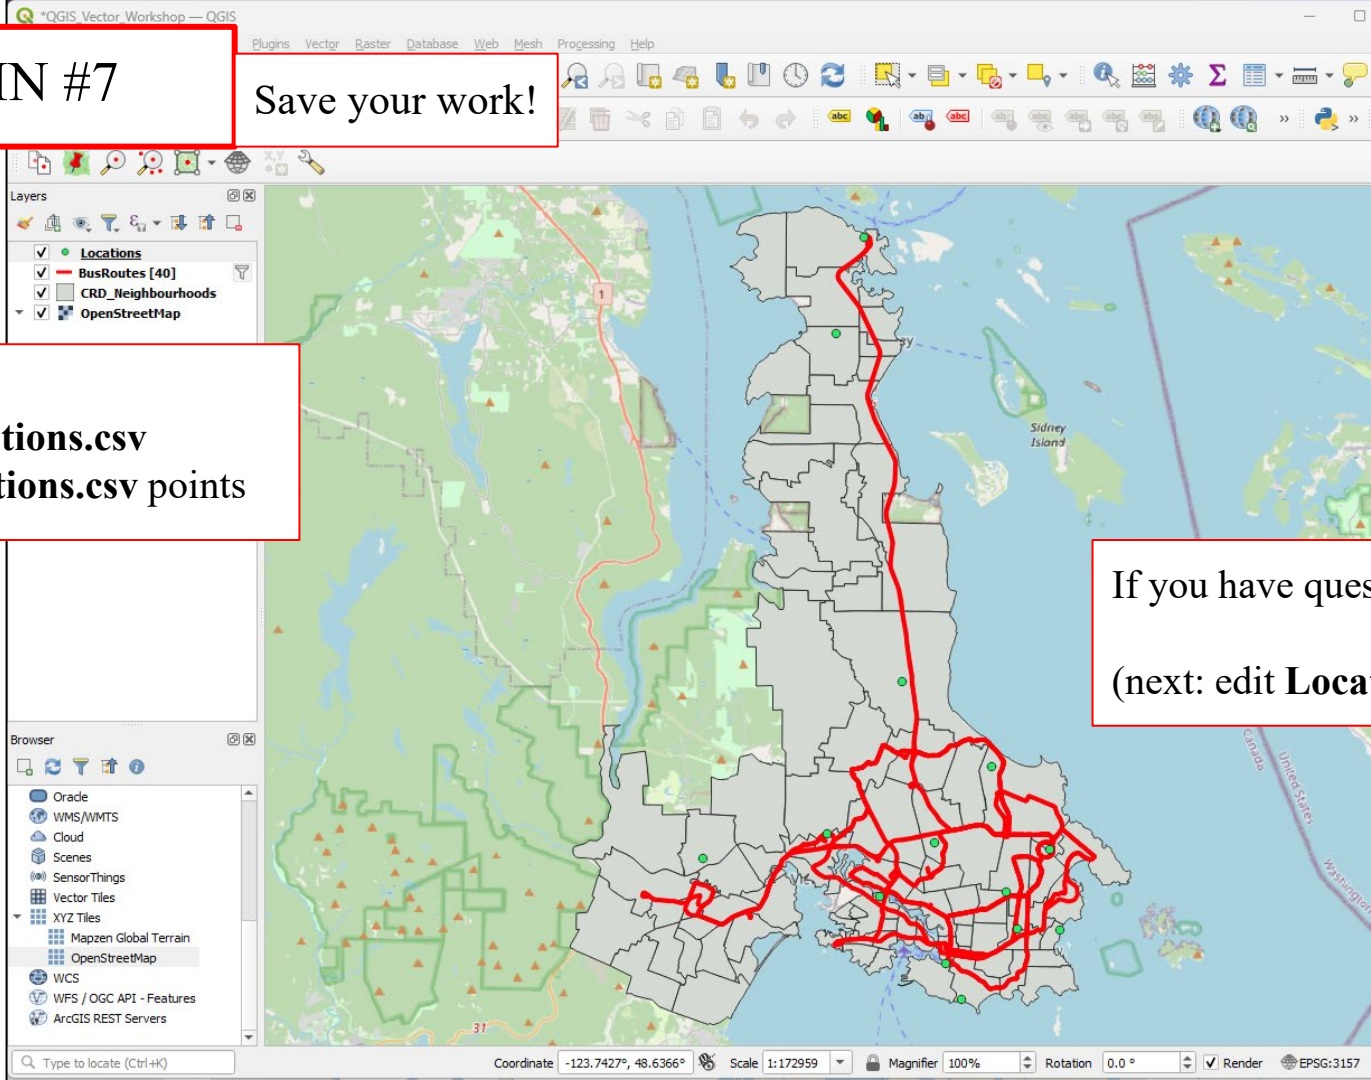 *QGIS_Vector_Workshop — QGIS
Plugins Vector Raster Database Web Mesh Processing Help
IN #7
Save your work!
Layers
Locations
BusRoutes [40]
CRD_Neighbourhoods
OpenStreetMap
tions.csv
tions.csv points
1
Sidney
Island
If you have ques
(next: edit Loca
Canada
United States
Washington
31
Browser
Oracle
WMS/WMTS
Cloud
Scenes
SensorThings
Vector Tiles
XYZ Tiles
Mapzen Global Terrain
OpenStreetMap
WCS
WFS / OGC API - Features
ArcGIS REST Servers
Type to locate (Ctrl+K)
Coordinate -123.7427°, 48.6366° Scale 1:172959 Magnifier 100% Rotation 0.0 ° Render EPSG:3157